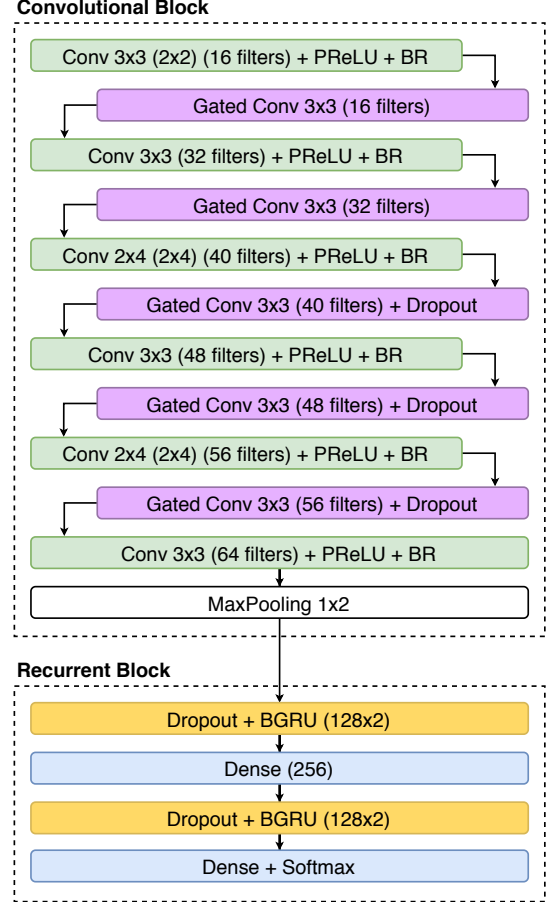 Convolutional Block
Conv 3x3 (2x2) (16 filters) + PReLU + BR
Gated Conv 3x3 (16 filters)
Conv 3x3 (32 filters) + PReLU + BR
Gated Conv 3x3 (32 filters)
Conv 2x4 (2x4) (40 filters) + PReLU + BR
Gated Conv 3x3 (40 filters) + Dropout
Conv 3x3 (48 filters) + PReLU + BR
Gated Conv 3x3 (48 filters) + Dropout
Conv 2x4 (2x4) (56 filters) + PReLU + BR
Gated Conv 3x3 (56 filters) + Dropout
Conv 3x3 (64 filters) + PReLU + BR
MaxPooling 1x2
Recurrent Block
Dropout + BGRU (128x2)
Dense (256)
Dropout + BGRU (128x2)
Dense + Softmax